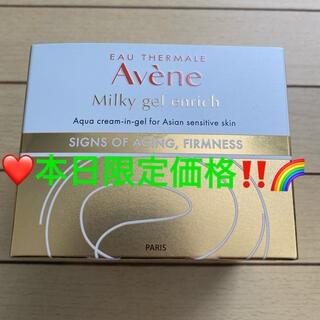 EAU THERMALE
Avène
Milky gel enrich
Aqua cream-in-gel for Asian sensitive skin
SIGNS OF AGING, FIRMNESS
❤️本日限定価格‼️🌈
PARIS